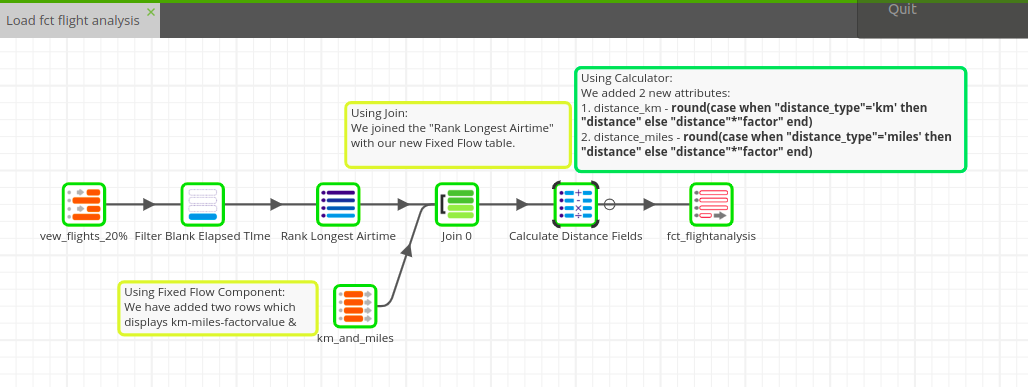 Load fct flight analysis
Quit
Using Calculator:
We added 2 new attributes:
1. distance_km - round(case when "distance_type"='km' then
"distance" else "distance"*"factor" end)
2. distance_miles - round(case when "distance_type"='miles' then
"distance" else "distance"*"factor" end)
Using Join:
We joined the "Rank Longest Airtime"
with our new Fixed Flow table.
vew_flights_20%
Filter Blank Elapsed TIme
Rank Longest Airtime
Join 0
Calculate Distance Fields
fct_flightanalysis
Using Fixed Flow Component:
We have added two rows which
displays km-miles-factorvalue &
km_and_miles